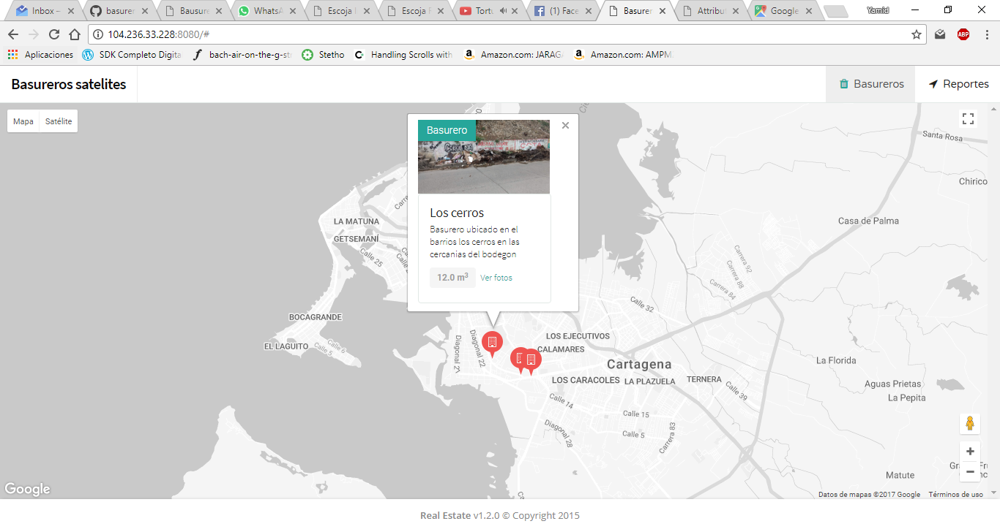 Inbox –
basurer
Bausure
WhatsA
Escoja
Escoja F
Tortu
(1) Face
Basurer
Attribut
Google
Yamid
104.236.33.228:8080/#
ABP
Aplicaciones
SDK Completo Digita
bach-air-on-the-g-st
Stetho
Handling Scrolls with
Amazon.com: JARAGA
Amazon.com: AMPM
Basureros satelites
Basureros
Reportes
Mapa
Satélite
Basurero
Los cerros
Basurero ubicado en el
barrios los cerros en las
cercanias del bodegon
12.0 m³
Ver fotos
Santa Rosa
Chirico
Casa de Palma
LA MATUNA
GETSEMANÍ
Calle 25
Carrera 92
Carrera 88
Carrera 84
Calle 32
BOCAGRANDE
EL LAGUITO
Calle 6
Calle 5
Diagonal 21
Diagonal 22
LOS EJECUTIVOS
CALAMARES
Cartagena
LOS CARACOLES
LA PLAZUELA
TERNERA
Calle 39
La Florida
Aguas Prietas
La Pepita
Calle 14
Calle 15
Calle 5
Diagonal 28
Carrera 83
Matute
Google
Datos de mapas ©2017 Google
Términos de uso
Real Estate v1.2.0 © Copyright 2015